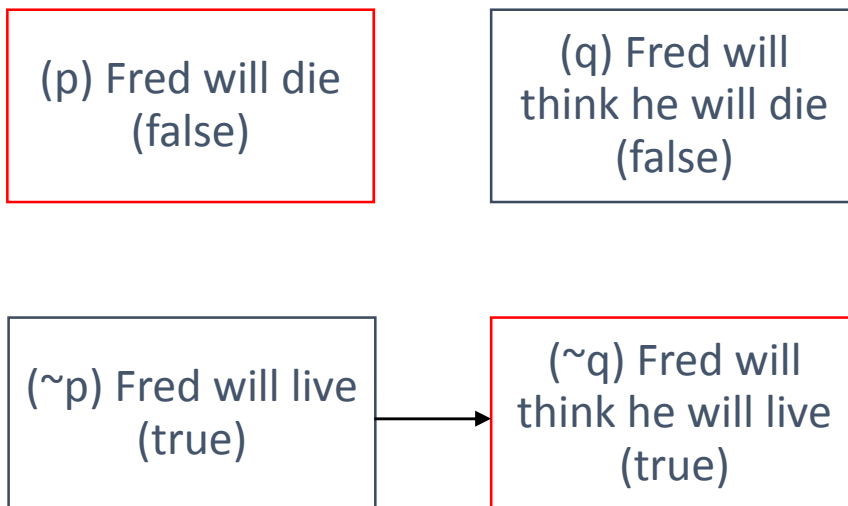 (p) Fred will die
(false)
(q) Fred will
think he will die
(false)
(~p) Fred will live
(true)
(~q) Fred will
think he will live
(true)